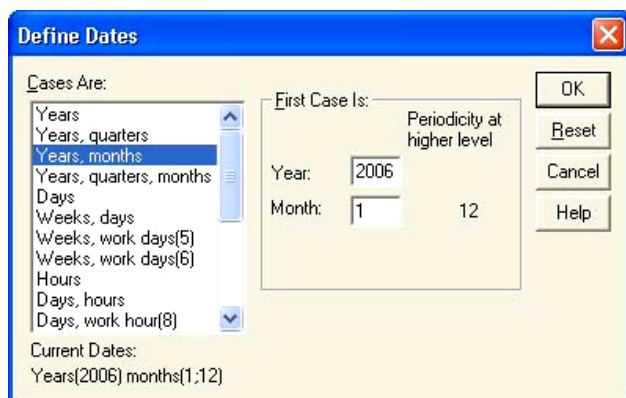 Define Dates
Cases Are:
Years
Years, quarters
Years, months
Years, quarters, months
Days
Weeks, days
Weeks, work days(5)
Weeks, work days(6)
Hours
Days, hours
Days, work hour(8)
Current Dates:
Years(2006) months(1;12)
First Case Is:
Periodicity at
higher level
Year: 2006
Month: 1 12
OK
Reset
Cancel
Help